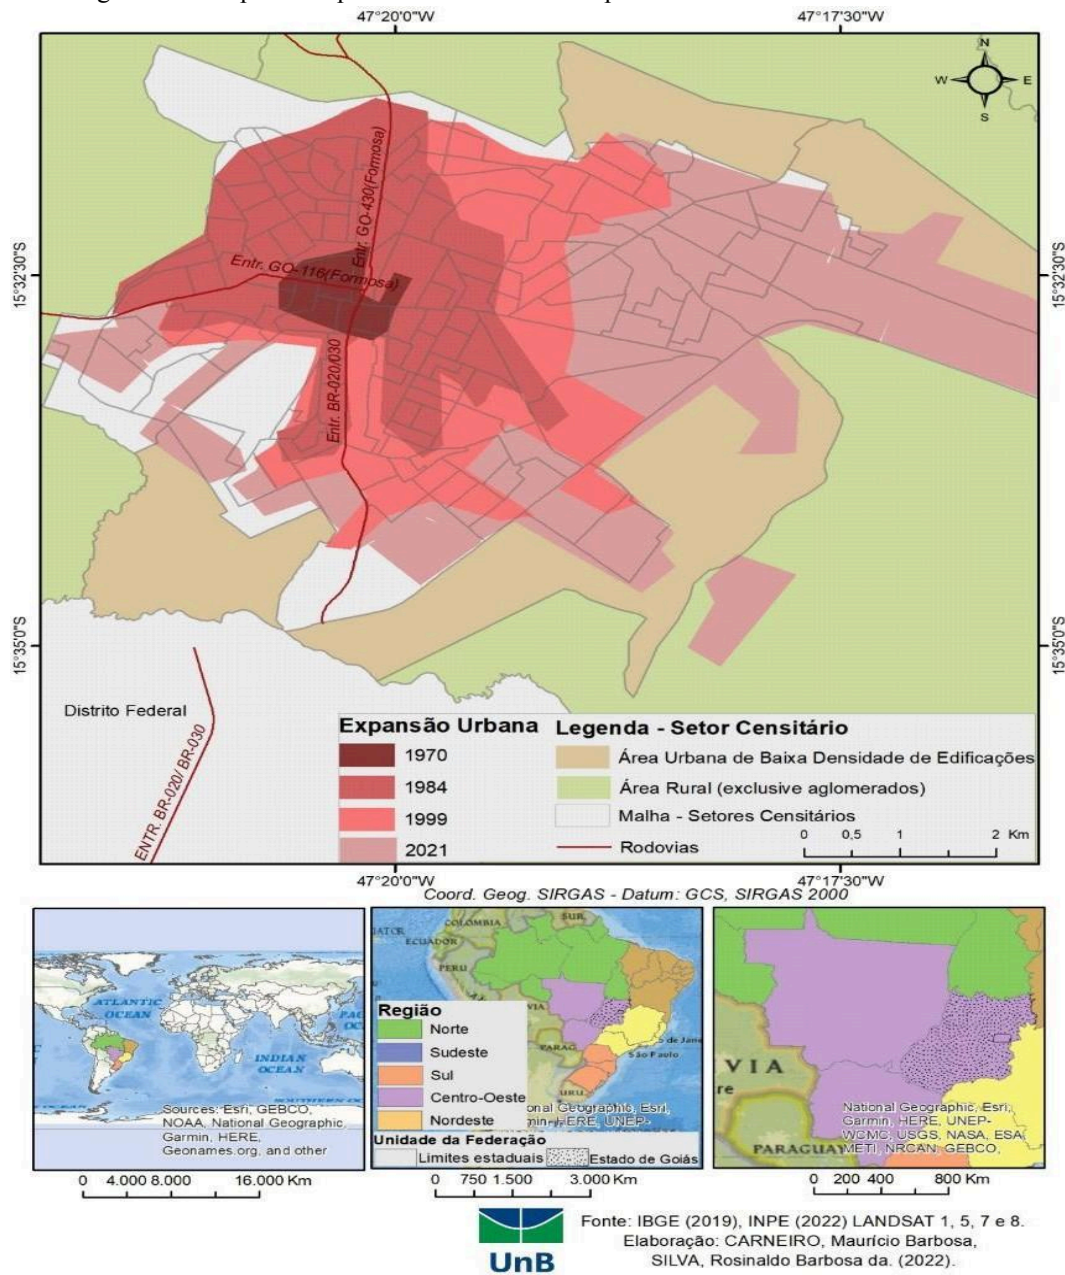 47°20'0"W
47°17'30"W
N
W
E
S
15°32'30"S
15°32'30"S
Entr. GO-430(Formosa)
Entr. GO-116(Formosa)
Entr. BR-020/030
15°35'0"S
15°35'0"S
Distrito Federal
ENTR. BR-020/ BR-030
Expansão Urbana
1970
1984
1999
2021
Legenda - Setor Censitário
Área Urbana de Baixa Densidade de Edificações
Área Rural (exclusive aglomerados)
Malha - Setores Censitários
Rodovias
0 0,5 1 2 Km
47°20'0"W
47°17'30"W
Coord. Geog. SIRGAS - Datum: GCS, SIRGAS 2000
ATLANTIC
OCEAN
INDIAN
OCEAN
Sources: Esri, GEBCO,
NOAA, National Geographic,
Garmin, HERE,
Geonames.org, and other
0 4.000 8.000 16.000 Km
COLOMBIA
SUR.
ECUADOR
PERU
PARAG.
São Paulo
URU.
Região
Norte
Sudeste
Sul
Centro-Oeste
Nordeste
Unidade da Federação
Limites estaduais
Estado de Goiás
0 750 1.500 3.000 Km
VIA
PARAGUAY
National Geographic, Esri,
Garmin, HERE, UNEP-
WCMC, USGS, NASA, ESA,
METI, NRCAN, GEBCO,
0 200 400 800 Km
UnB
Fonte: IBGE (2019), INPE (2022) LANDSAT 1, 5, 7 e 8.
Elaboração: CARNEIRO, Maurício Barbosa,
SILVA, Rosinaldo Barbosa da. (2022).